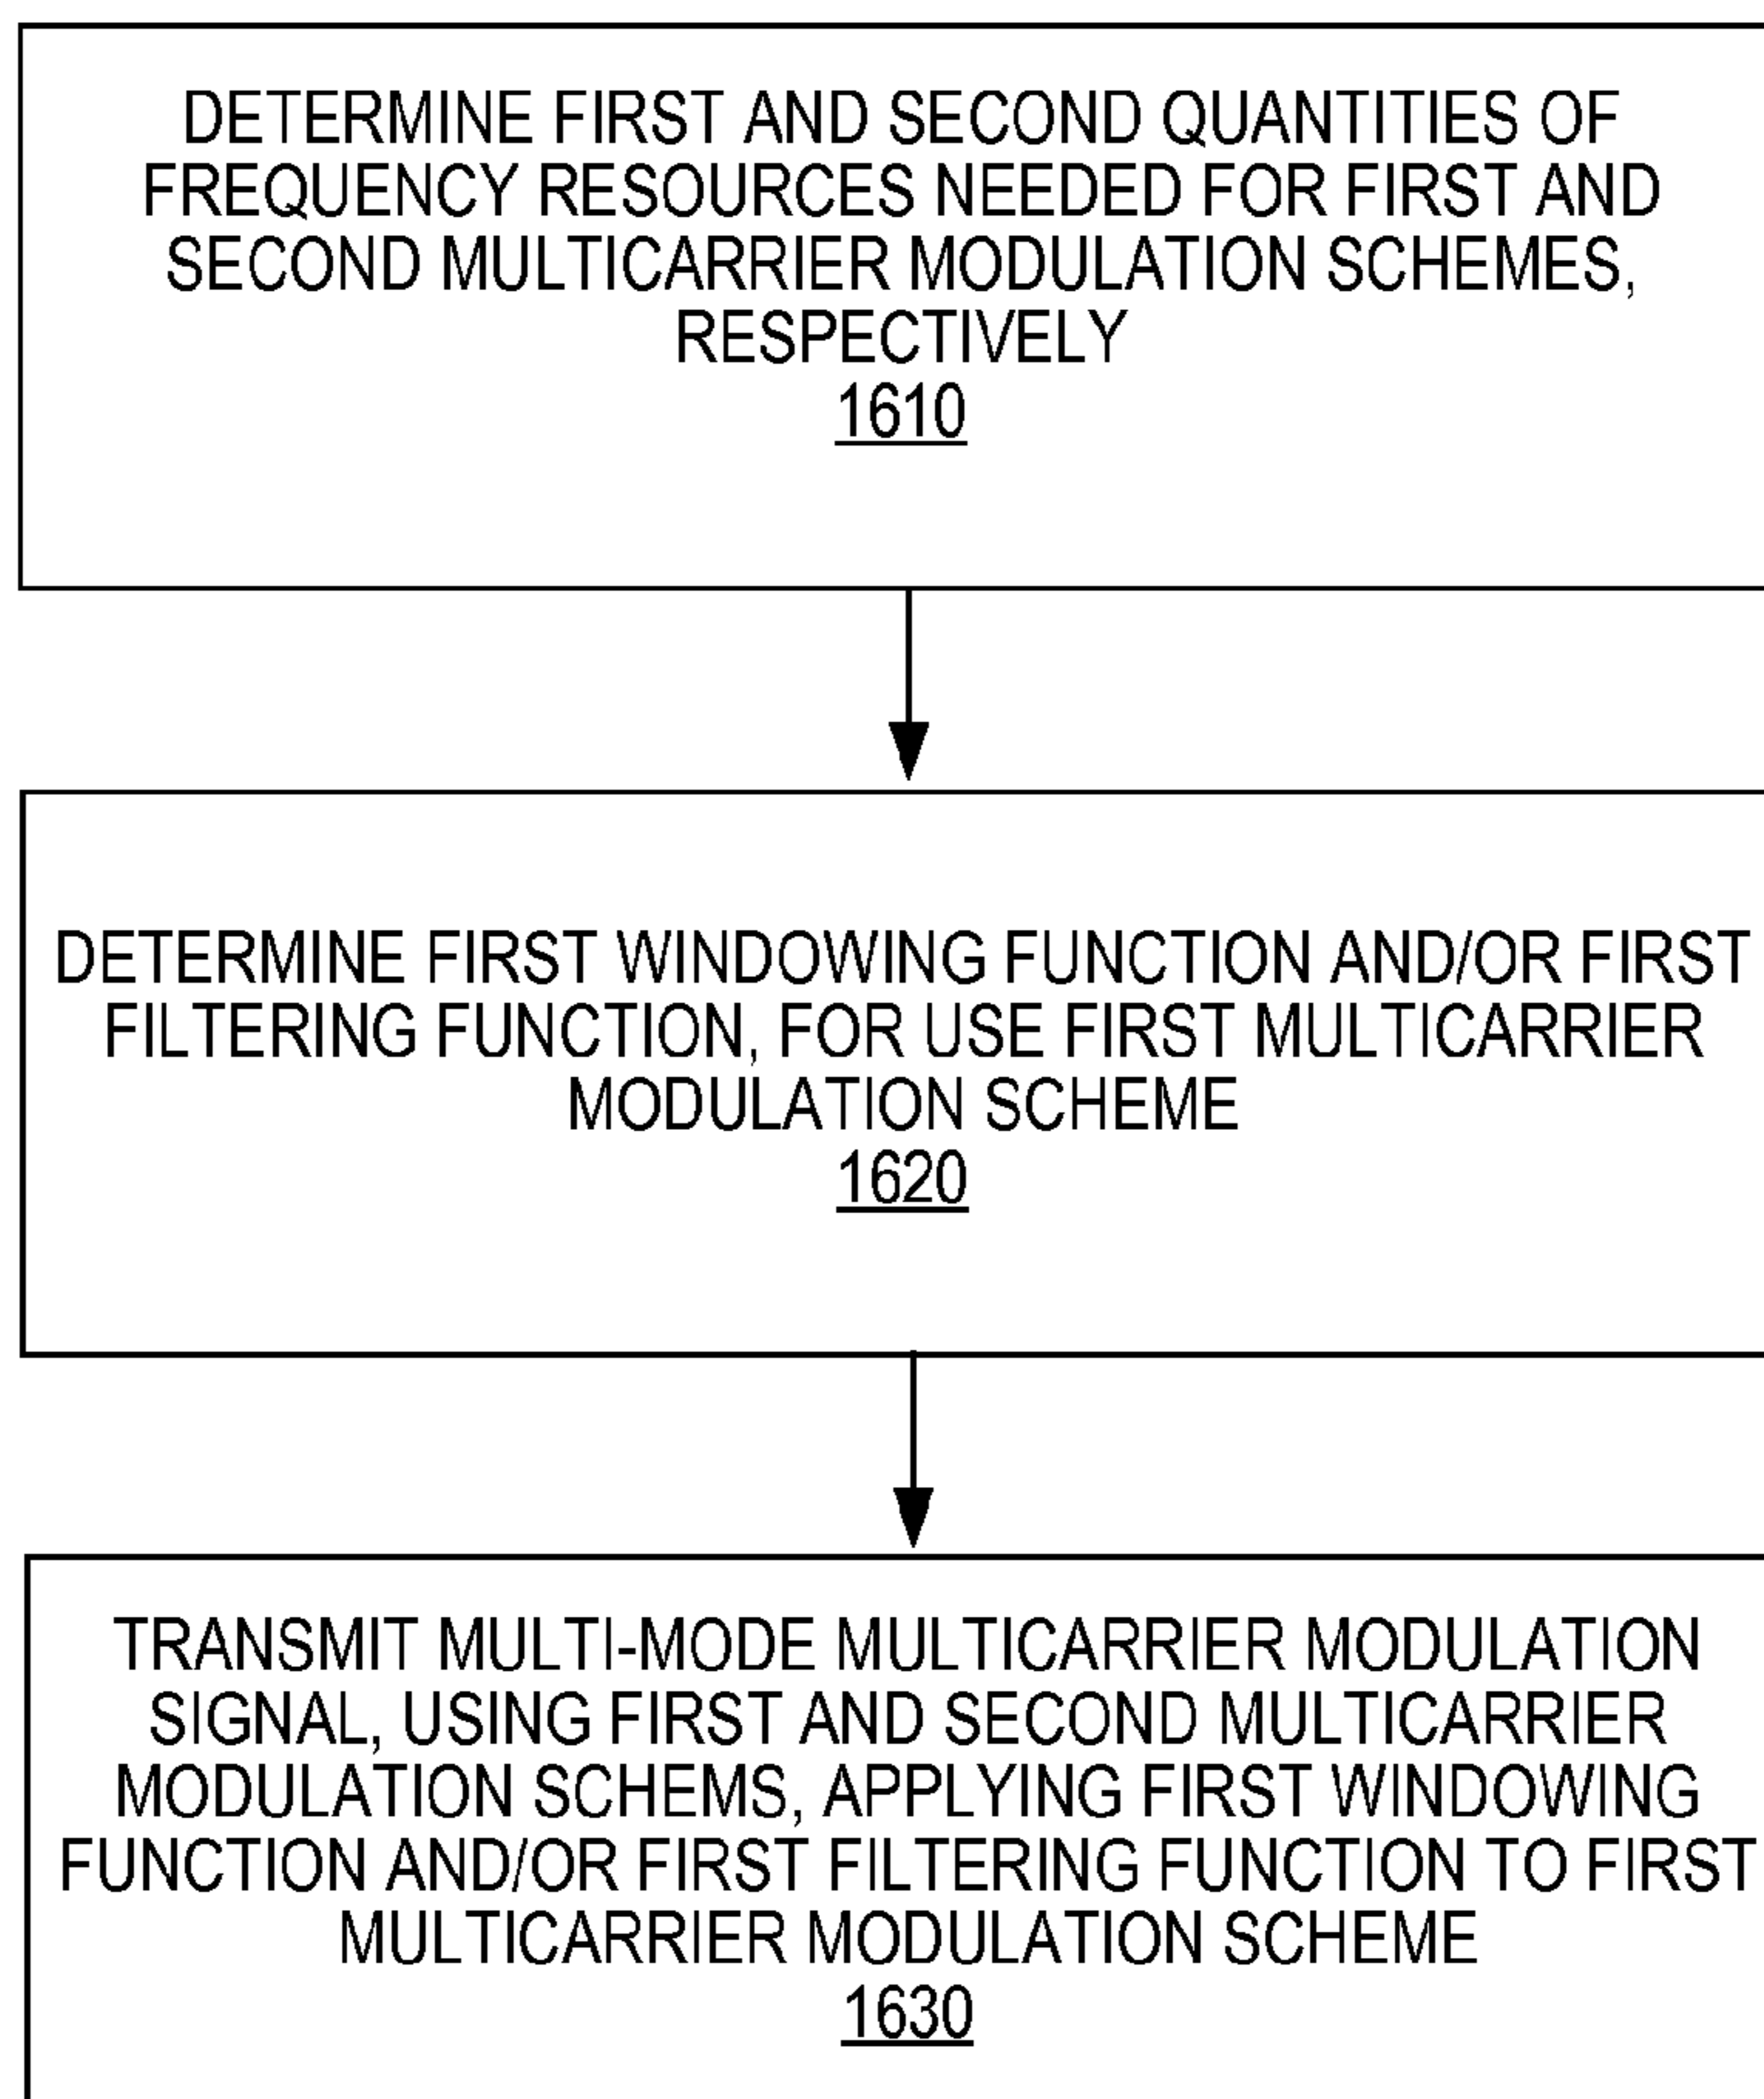 DETERMINE FIRST AND SECOND QUANTITIES OF
FREQUENCY RESOURCES NEEDED FOR FIRST AND
SECOND MULTICARRIER MODULATION SCHEMES,
RESPECTIVELY
1610
DETERMINE FIRST WINDOWING FUNCTION AND/OR FIRST
FILTERING FUNCTION, FOR USE FIRST MULTICARRIER
MODULATION SCHEME
1620
TRANSMIT MULTI-MODE MULTICARRIER MODULATION
SIGNAL, USING FIRST AND SECOND MULTICARRIER
MODULATION SCHEMS, APPLYING FIRST WINDOWING
FUNCTION AND/OR FIRST FILTERING FUNCTION TO FIRST
MULTICARRIER MODULATION SCHEME
1630